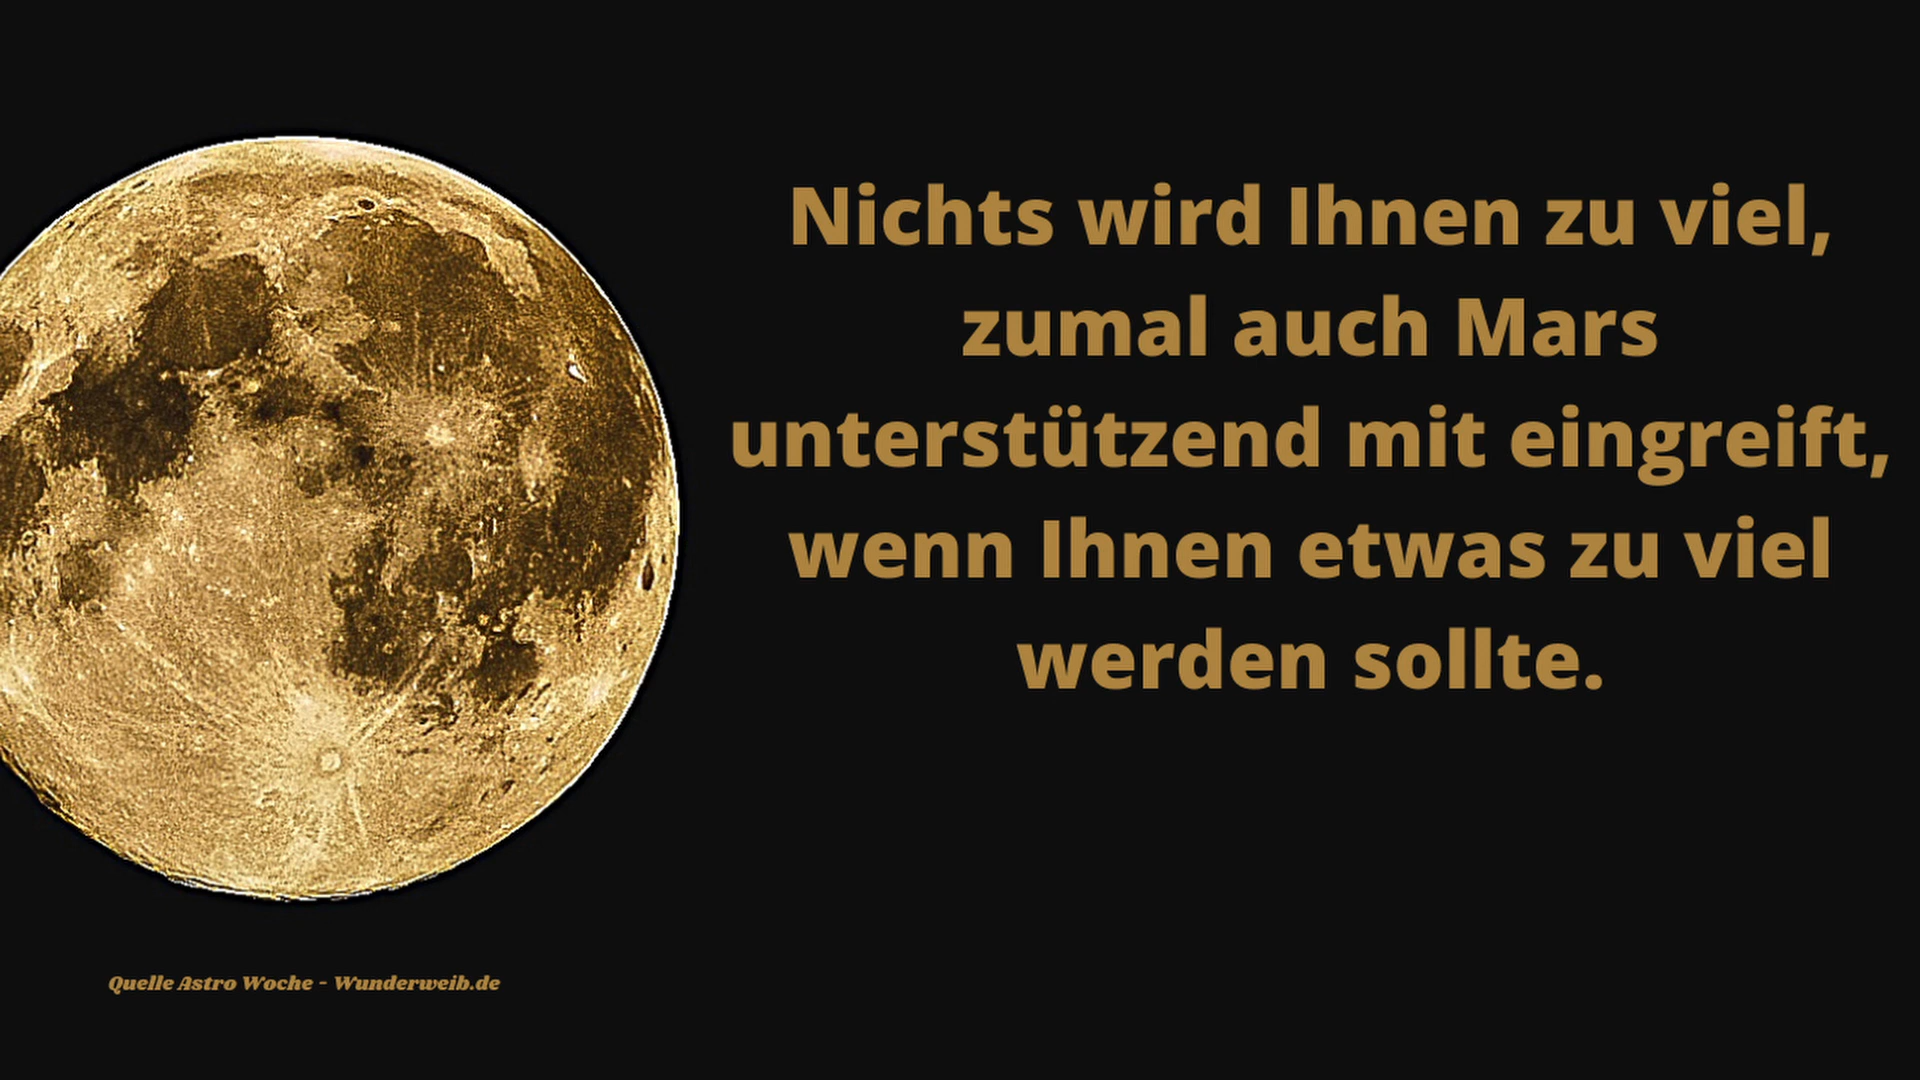 Nichts wird Ihnen zu viel,
zumal auch Mars
unterstützend mit eingreift,
wenn Ihnen etwas zu viel
werden sollte.
Quelle Astro Woche - Wunderweib.de